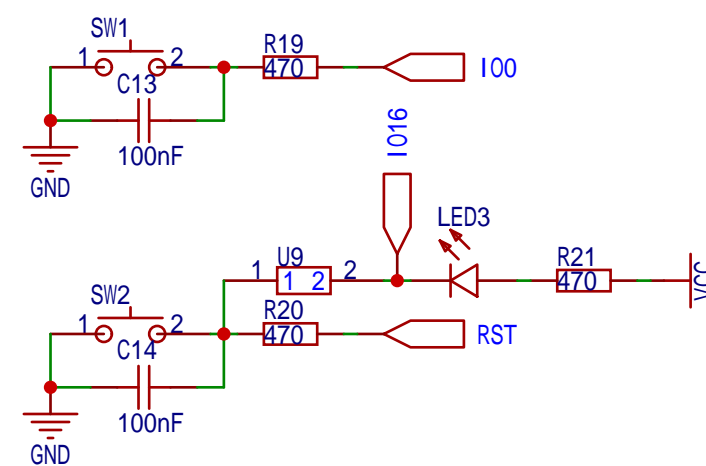 SW1
1 2
C13
100nF
GND
R19
470
IO0
IO16
LED3
U9
1 1 2 2
R21
470
VCC
SW2
1 2
C14
100nF
GND
R20
470
RST